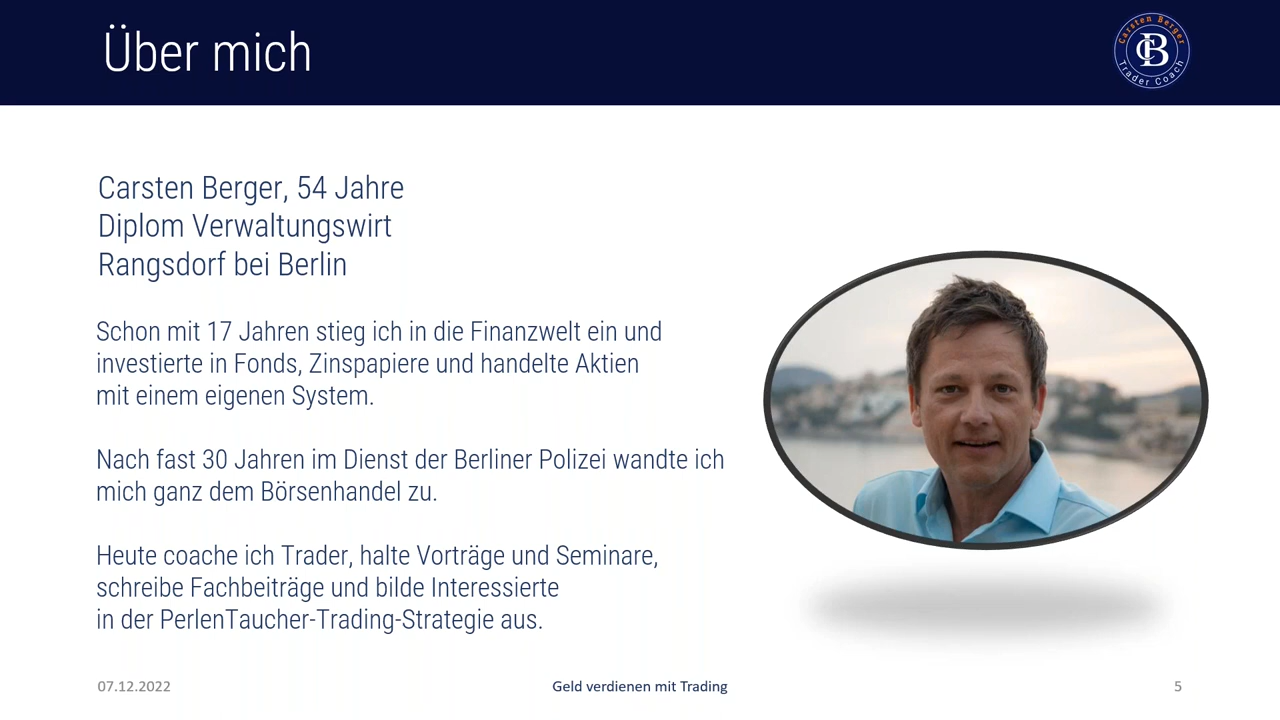 Über mich
Carsten Berger
CB
Trader Coach
Carsten Berger, 54 Jahre
Diplom Verwaltungswirt
Rangsdorf bei Berlin
Schon mit 17 Jahren stieg ich in die Finanzwelt ein und
investierte in Fonds, Zinspapiere und handelte Aktien
mit einem eigenen System.
Nach fast 30 Jahren im Dienst der Berliner Polizei wandte ich
mich ganz dem Börsenhandel zu.
Heute coache ich Trader, halte Vorträge und Seminare,
schreibe Fachbeiträge und bilde Interessierte
in der PerlenTaucher-Trading-Strategie aus.
07.12.2022
Geld verdienen mit Trading
5